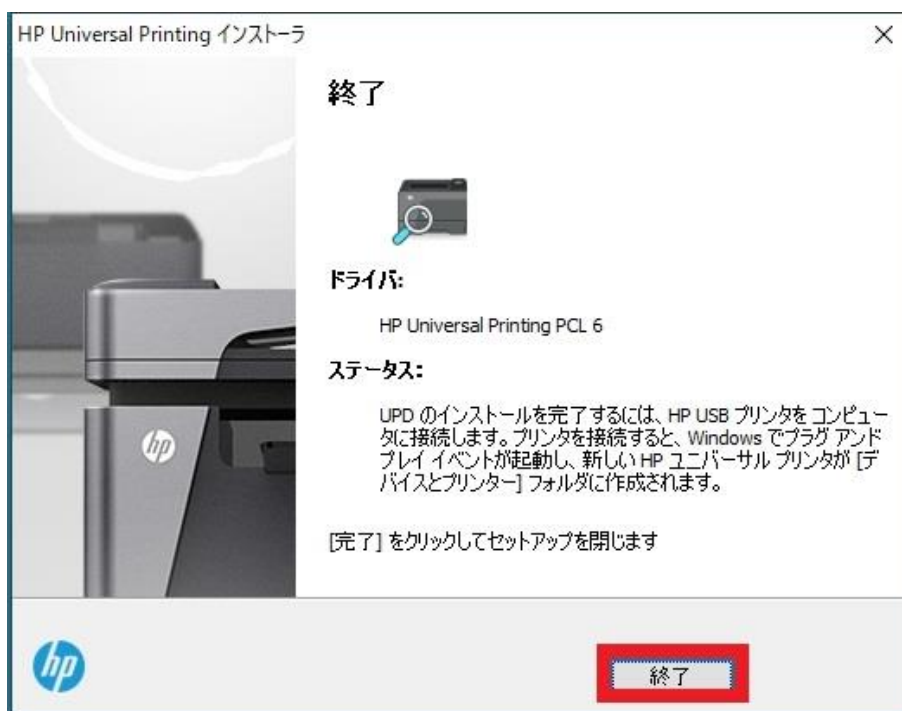 HP Universal Printing インストーラ
終了
ドライバ:
HP Universal Printing PCL 6
ステータス:
UPD のインストールを完了するには、HP USB プリンタをコンピュー
タに接続します。プリンタを接続すると、Windows でプラグ アンド
プレイ イベントが起動し、新しい HP ユニバーサル プリンタが [デ
バイスとプリンター] フォルダに作成されます。
[完了] をクリックしてセットアップを閉じます
hp
hp
終了